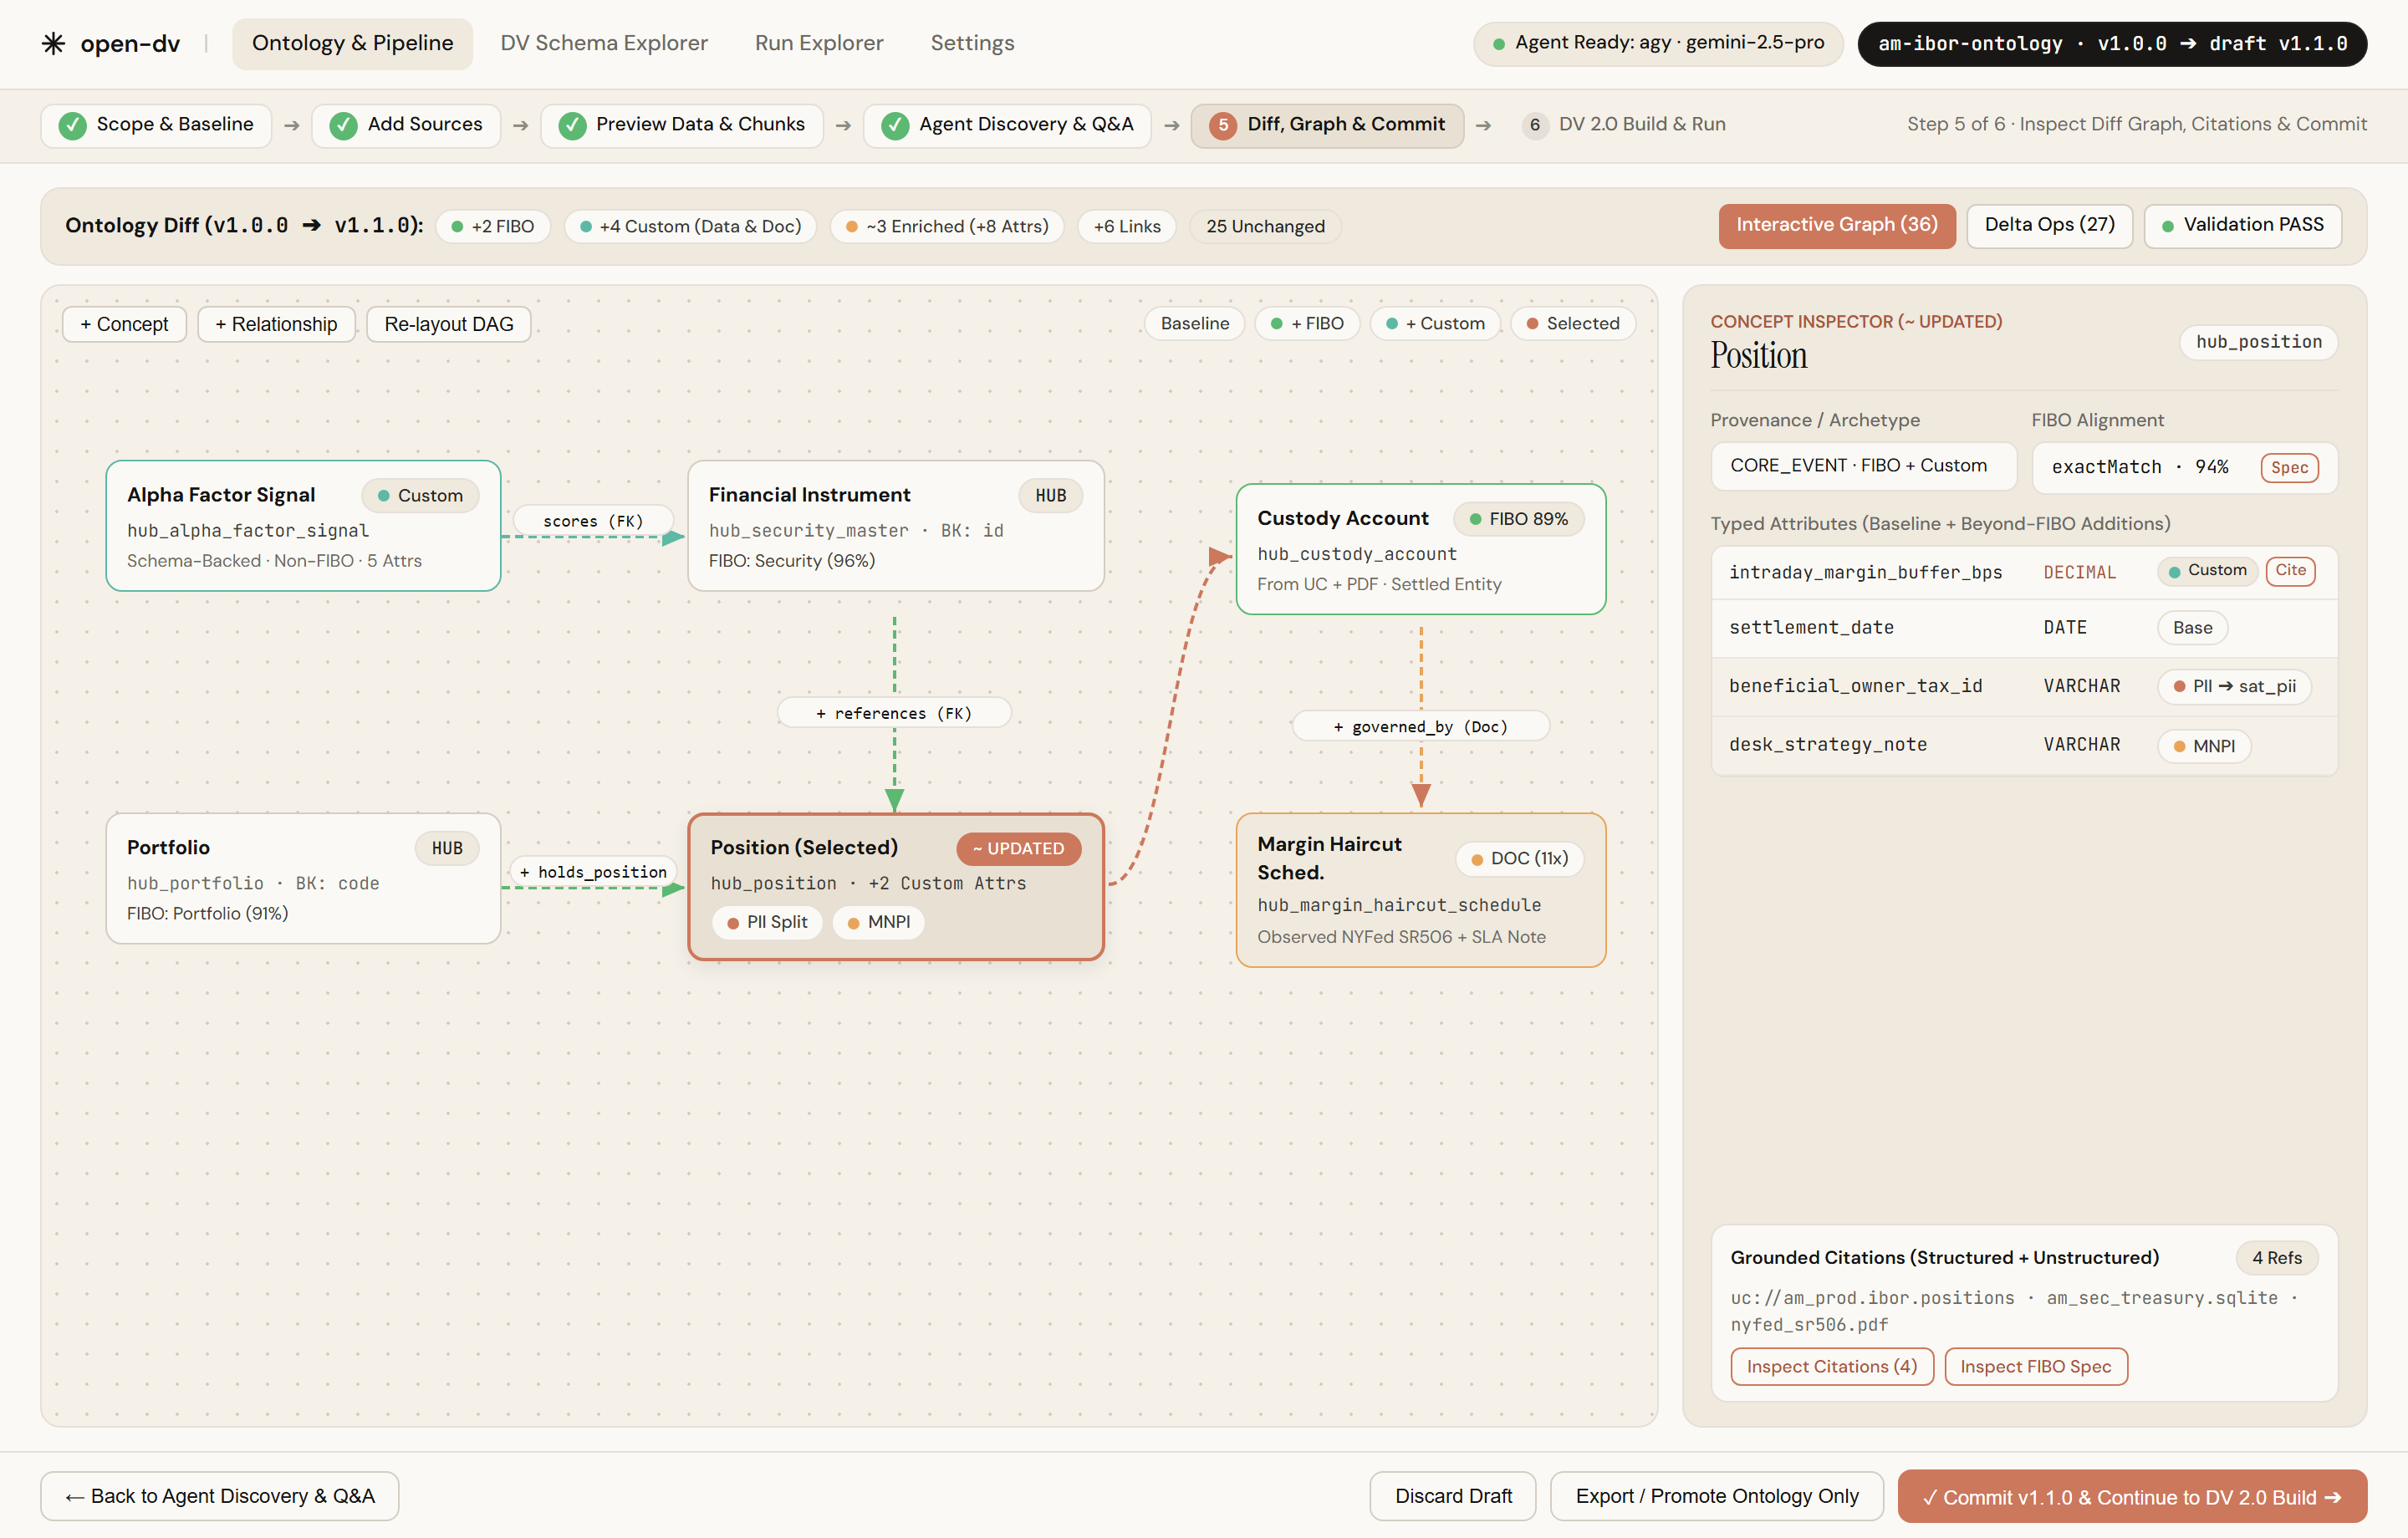 open-dv | Ontology & Pipeline DV Schema Explorer Run Explorer Settings Agent Ready: agy · gemini-2.5-pro am-ibor-ontology · v1.0.0 ➔ draft v1.1.0
✓ Scope & Baseline → ✓ Add Sources → ✓ Preview Data & Chunks → ✓ Agent Discovery & Q&A → 5 Diff, Graph & Commit → 6 DV 2.0 Build & Run Step 5 of 6 · Inspect Diff Graph, Citations & Commit
Ontology Diff (v1.0.0 ➔ v1.1.0): +2 FIBO +4 Custom (Data & Doc) ~3 Enriched (+8 Attrs) +6 Links 25 Unchanged Interactive Graph (36) Delta Ops (27) Validation PASS
+ Concept + Relationship Re-layout DAG Baseline + FIBO + Custom Selected
Alpha Factor Signal Custom
hub_alpha_factor_signal
Schema-Backed · Non-FIBO · 5 Attrs
scores (FK)
Financial Instrument HUB
hub_security_master · BK: id
FIBO: Security (96%)
Custody Account FIBO 89%
hub_custody_account
From UC + PDF · Settled Entity
+ references (FK)
+ governed_by (Doc)
Portfolio HUB
hub_portfolio · BK: code
FIBO: Portfolio (91%)
+ holds_position
Position (Selected) ~ UPDATED
hub_position · +2 Custom Attrs
PII Split MNPI
Margin Haircut
Sched. DOC (11x)
hub_margin_haircut_schedule
Observed NYFed SR506 + SLA Note
CONCEPT INSPECTOR (~ UPDATED)
Position hub_position
Provenance / Archetype FIBO Alignment
CORE_EVENT · FIBO + Custom exactMatch · 94% Spec
Typed Attributes (Baseline + Beyond-FIBO Additions)
intraday_margin_buffer_bps DECIMAL Custom Cite
settlement_date DATE Base
beneficial_owner_tax_id VARCHAR PII ➔ sat_pii
desk_strategy_note VARCHAR MNPI
Grounded Citations (Structured + Unstructured) 4 Refs
uc://am_prod.ibor.positions · am_sec_treasury.sqlite ·
nyfed_sr506.pdf
Inspect Citations (4) Inspect FIBO Spec
← Back to Agent Discovery & Q&A Discard Draft Export / Promote Ontology Only ✓ Commit v1.1.0 & Continue to DV 2.0 Build ➔